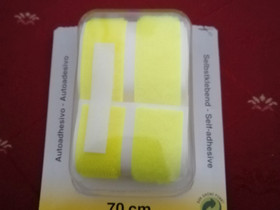 Autoadhesivo - Autoadesivo
Selbstklebend - Self-adhesive
70 cm